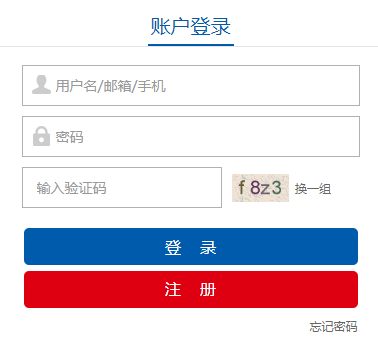 账户登录
用户名/邮箱/手机
密码
输入验证码 f8z3 换一组
登 录
注 册
忘记密码